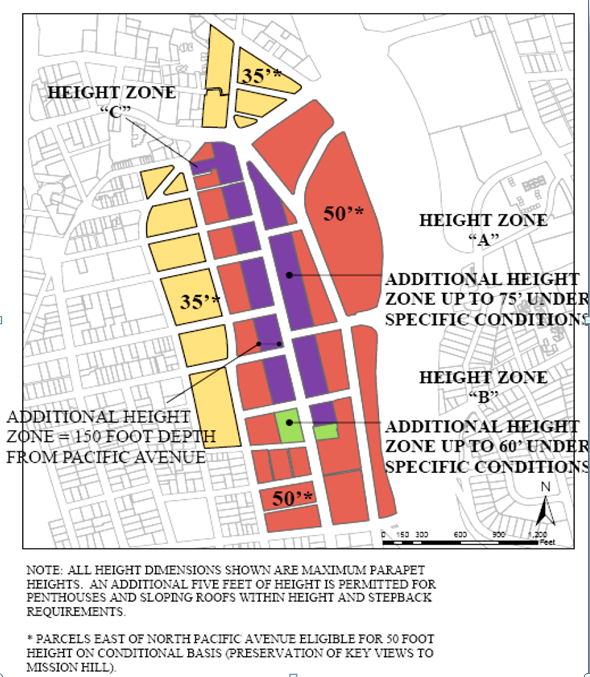 35'*
HEIGHT ZONE
"C"
50'*
HEIGHT ZONE
"A"
ADDITIONAL HEIGHT
ZONE UP TO 75' UNDER
SPECIFIC CONDITIONS
35'*
HEIGHT ZONE
"B"
ADDITIONAL HEIGHT
ZONE = 150 FOOT DEPTH
FROM PACIFIC AVENUE
ADDITIONAL HEIGHT
ZONE UP TO 60' UNDER
SPECIFIC CONDITIONS
50'*
N
0 150 300 600 900 1,200
Feet
NOTE: ALL HEIGHT DIMENSIONS SHOWN ARE MAXIMUM PARAPET
HEIGHTS. AN ADDITIONAL FIVE FEET OF HEIGHT IS PERMITTED FOR
PENTHOUSES AND SLOPING ROOFS WITHIN HEIGHT AND STEPBACK
REQUIREMENTS.
* PARCELS EAST OF NORTH PACIFIC AVENUE ELIGIBLE FOR 50 FOOT
HEIGHT ON CONDITIONAL BASIS (PRESERVATION OF KEY VIEWS TO
MISSION HILL).